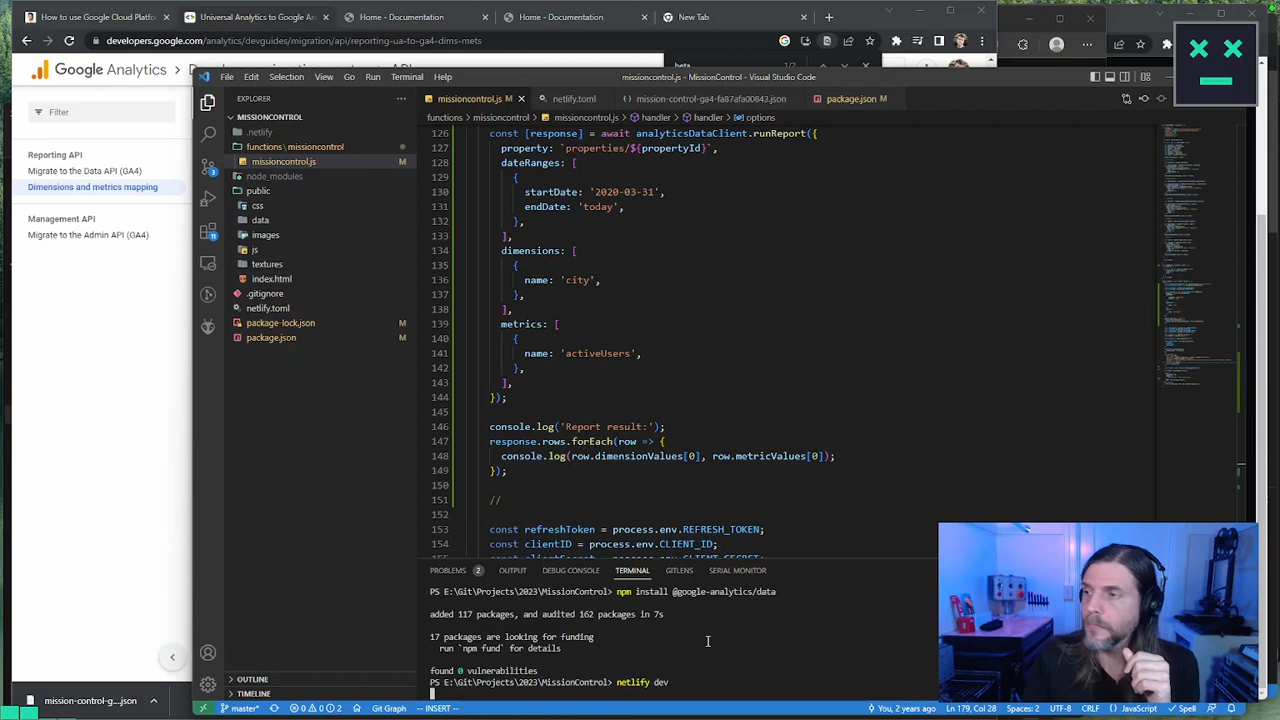 How to use Google Cloud Platfo
Universal Analytics to Google An
Home - Documentation
Home - Documentation
New Tab
developers.google.com/analytics/devguides/migration/api/reporting-ua-to-ga4-dims-mets
Google Analytics
beta
1/2
Filter
Reporting API
Migrate to the Data API (GA4)
Dimensions and metrics mapping
Management API
Migrate to the Admin API (GA4)
mission-control-g....json
File Edit Selection View Go Run Terminal Help
missioncontrol.js - MissionControl - Visual Studio Code
EXPLORER
MISSIONCONTROL
.netlify
functions \ missioncontrol
missioncontrol.js M
node_modules
public
css
data
images
js
textures
index.html
.gitignore
netlify.toml
package-lock.json M
package.json M
OUTLINE
TIMELINE
missioncontrol.js M
netlify.toml
mission-control-ga4-fa87afa00843.json
package.json M
functions > missioncontrol > missioncontrol.js > handler > handler > options
126 const [response] = await analyticsDataClient.runReport({
127 property: `properties/${propertyId}`,
128 dateRanges: [
129 {
130 startDate: '2020-03-31',
131 endDate: 'today',
132 },
133 ],
134 dimensions: [
135 {
136 name: 'city',
137 },
138 ],
139 metrics: [
140 {
141 name: 'activeUsers',
142 },
143 ],
144 });
145
146 console.log('Report result:');
147 response.rows.forEach(row => {
148 console.log(row.dimensionValues[0], row.metricValues[0]);
149 });
150
151 //
152
153 const refreshToken = process.env.REFRESH_TOKEN;
154 const clientID = process.env.CLIENT_ID;
155 const clientSecret = process.env.CLIENT_SECRET;
PROBLEMS 2 OUTPUT DEBUG CONSOLE TERMINAL GITLENS SERIAL MONITOR
PS E:\Git\Projects\2023\MissionControl> npm install @google-analytics/data
added 117 packages, and audited 162 packages in 7s
17 packages are looking for funding
run `npm fund` for details
found 0 vulnerabilities
PS E:\Git\Projects\2023\MissionControl> netlify dev
master* 0 0 2 Git Graph -- INSERT -- You, 2 years ago Ln 179, Col 28 Spaces: 2 UTF-8 CRLF JavaScript Spell